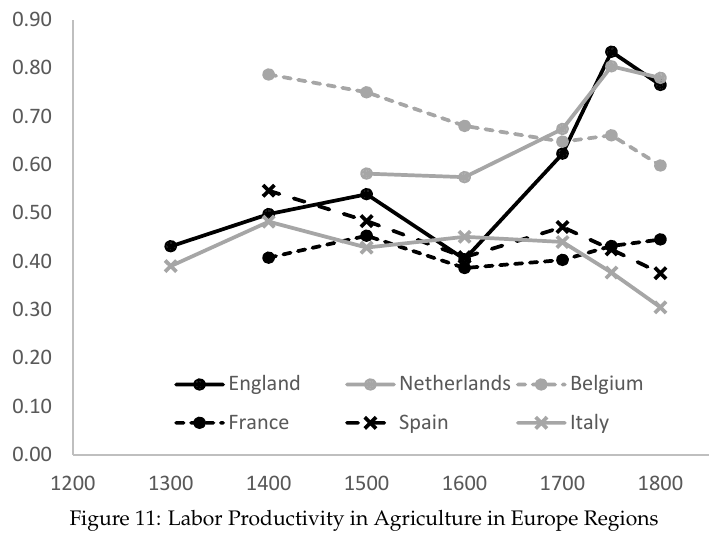 0.90
0.80
0.70
0.60
0.50
0.40
0.30
0.20
0.10
0.00
England Netherlands Belgium
France Spain Italy
1200 1300 1400 1500 1600 1700 1800
Figure 11: Labor Productivity in Agriculture in Europe Regions